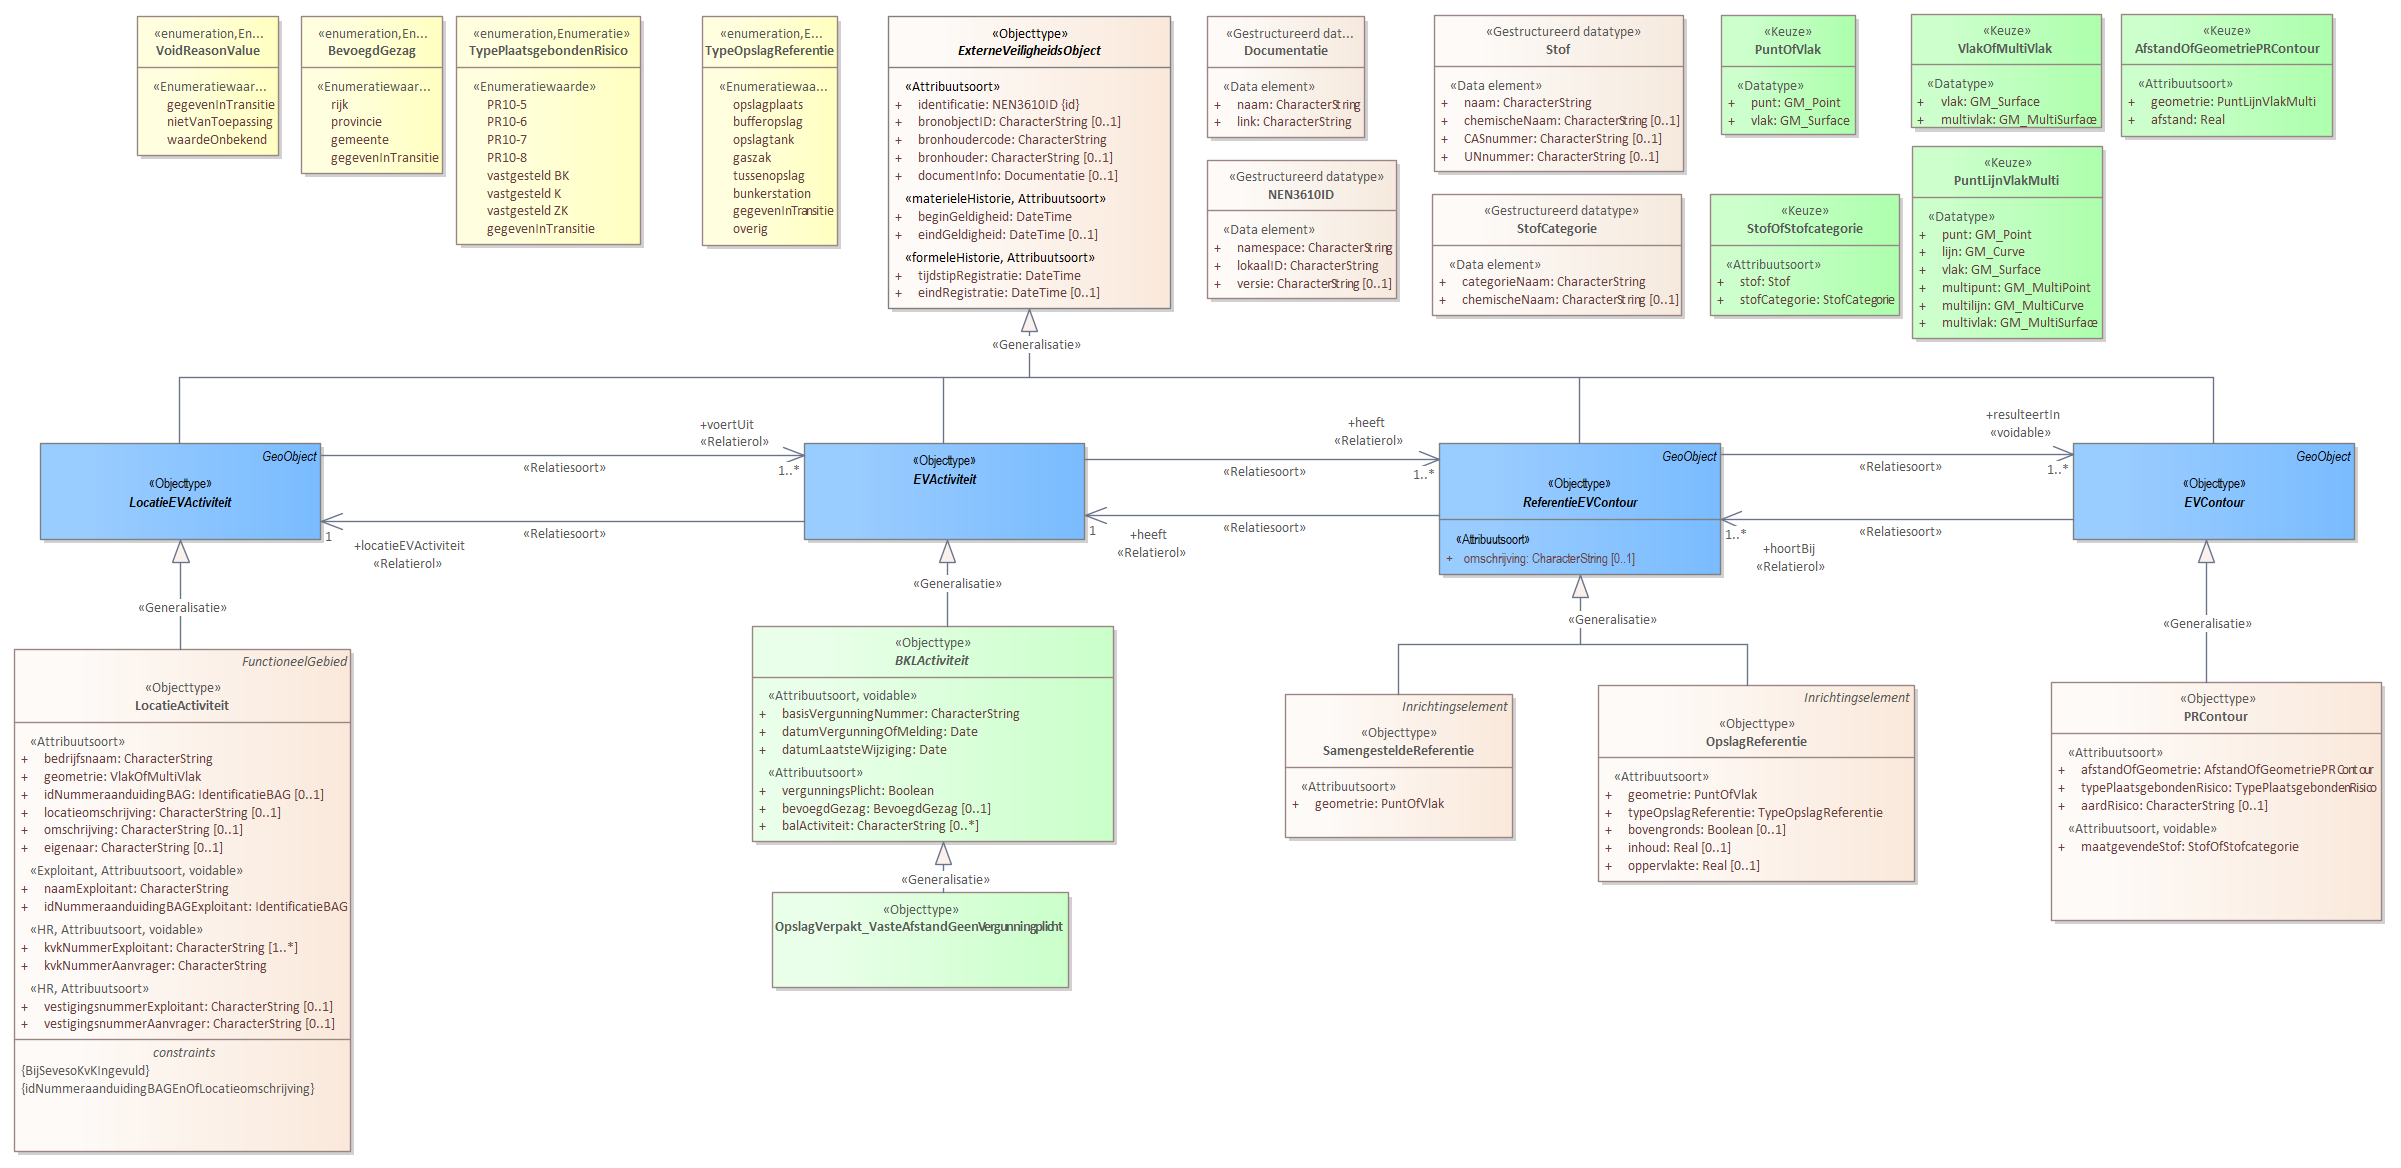 «enumeration,En...
VoidReasonValue
«Enumeratiewaar...
gegevenInTransitie
nietVanToepassing
waardeOnbekend
«enumeration,En...
BevoegdGezag
«Enumeratiewaar...
rijk
provincie
gemeente
gegevenInTransitie
«enumeration,Enumeratie»
TypePlaatsgebondenRisico
«Enumeratiewaarde»
PR10-5
PR10-6
PR10-7
PR10-8
vastgesteld BK
vastgesteld K
vastgesteld ZK
gegevenInTransitie
«enumeration,E...
TypeOpslagReferentie
«Enumeratiewaa...
opslagplaats
bufferopslag
opslagtank
gaszak
tussenopslag
bunkerstation
gegevenInTransitie
overig
«Objecttype»
ExterneVeiligheidsObject
«Attribuutsoort»
+ identificatie: NEN3610ID {id}
+ bronobjectID: CharacterString [0..1]
+ bronhoudercode: CharacterString
+ bronhouder: CharacterString [0..1]
+ documentInfo: Documentatie [0..1]
«materieleHistorie, Attribuutsoort»
+ beginGeldigheid: DateTime
+ eindGeldigheid: DateTime [0..1]
«formeleHistorie, Attribuutsoort»
+ tijdstipRegistratie: DateTime
+ eindRegistratie: DateTime [0..1]
«Gestructureerd dat...
Documentatie
«Data element»
+ naam: CharacterString
+ link: CharacterString
«Gestructureerd datatype»
NEN3610ID
«Data element»
+ namespace: CharacterString
+ lokaalID: CharacterString
+ versie: CharacterString [0..1]
«Gestructureerd datatype»
Stof
«Data element»
+ naam: CharacterString
+ chemischeNaam: CharacterString [0..1]
+ CASnummer: CharacterString [0..1]
+ UNnummer: CharacterString [0..1]
«Gestructureerd datatype»
StofCategorie
«Data element»
+ categorieNaam: CharacterString
+ chemischeNaam: CharacterString [0..1]
«Keuze»
PuntOfVlak
«Datatype»
+ punt: GM_Point
+ vlak: GM_Surface
«Keuze»
StofOfStofcategorie
«Attribuutsoort»
+ stof: Stof
+ stofCategorie: StofCategorie
«Keuze»
VlakOfMultiVlak
«Datatype»
+ vlak: GM_Surface
+ multivlak: GM_MultiSurface
«Keuze»
PuntLijnVlakMulti
«Datatype»
+ punt: GM_Point
+ lijn: GM_Curve
+ vlak: GM_Surface
+ multipunt: GM_MultiPoint
+ multilijn: GM_MultiCurve
+ multivlak: GM_MultiSurface
«Keuze»
AfstandOfGeometriePRContour
«Attribuutsoort»
+ geometrie: PuntLijnVlakMulti
+ afstand: Real
«Generalisatie»
GeoObject
«Objecttype»
LocatieEVActiviteit
+voertUit
«Relatierol»
«Relatiesoort»
1..*
1
+locatieEVActiviteit
«Relatierol»
«Relatiesoort»
«Objecttype»
EVActiviteit
+heeft
«Relatierol»
«Relatiesoort»
1..*
1
+heeft
«Relatierol»
«Relatiesoort»
GeoObject
«Objecttype»
ReferentieEVContour
«Attribuutsoort»
+ omschrijving: CharacterString [0..1]
+resulteertIn
«voidable»
«Relatiesoort»
1..*
1..*
+hoortBij
«Relatierol»
«Relatiesoort»
GeoObject
«Objecttype»
EVContour
«Generalisatie»
FunctioneelGebied
«Objecttype»
LocatieActiviteit
«Attribuutsoort»
+ bedrijfsnaam: CharacterString
+ geometrie: VlakOfMultiVlak
+ idNummeraanduidingBAG: IdentificatieBAG [0..1]
+ locatieomschrijving: CharacterString [0..1]
+ omschrijving: CharacterString [0..1]
+ eigenaar: CharacterString [0..1]
«Exploitant, Attribuutsoort, voidable»
+ naamExploitant: CharacterString
+ idNummeraanduidingBAGExploitant: IdentificatieBAG
«HR, Attribuutsoort, voidable»
+ kvkNummerExploitant: CharacterString [1..*]
+ kvkNummerAanvrager: CharacterString
«HR, Attribuutsoort»
+ vestigingsnummerExploitant: CharacterString [0..1]
+ vestigingsnummerAanvrager: CharacterString [0..1]
constraints
{BijSevesoKvKIngevuld}
{idNummeraanduidingBAGEnOfLocatieomschrijving}
«Generalisatie»
«Objecttype»
BKLActiviteit
«Attribuutsoort, voidable»
+ basisVergunningNummer: CharacterString
+ datumVergunningOfMelding: Date
+ datumLaatsteWijziging: Date
«Attribuutsoort»
+ vergunningsPlicht: Boolean
+ bevoegdGezag: BevoegdGezag [0..1]
+ balActiviteit: CharacterString [0..*]
«Generalisatie»
«Objecttype»
OpslagVerpakt_VasteAfstandGeenVergunningplicht
«Generalisatie»
Inrichtingselement
«Objecttype»
SamengesteldeReferentie
«Attribuutsoort»
+ geometrie: PuntOfVlak
Inrichtingselement
«Objecttype»
OpslagReferentie
«Attribuutsoort»
+ geometrie: PuntOfVlak
+ typeOpslagReferentie: TypeOpslagReferentie
+ bovengronds: Boolean [0..1]
+ inhoud: Real [0..1]
+ oppervlakte: Real [0..1]
«Generalisatie»
«Objecttype»
PRContour
«Attribuutsoort»
+ afstandOfGeometrie: AfstandOfGeometriePRContour
+ typePlaatsgebondenRisico: TypePlaatsgebondenRisico
+ aardRisico: CharacterString [0..1]
«Attribuutsoort, voidable»
+ maatgevendeStof: StofOfStofcategorie